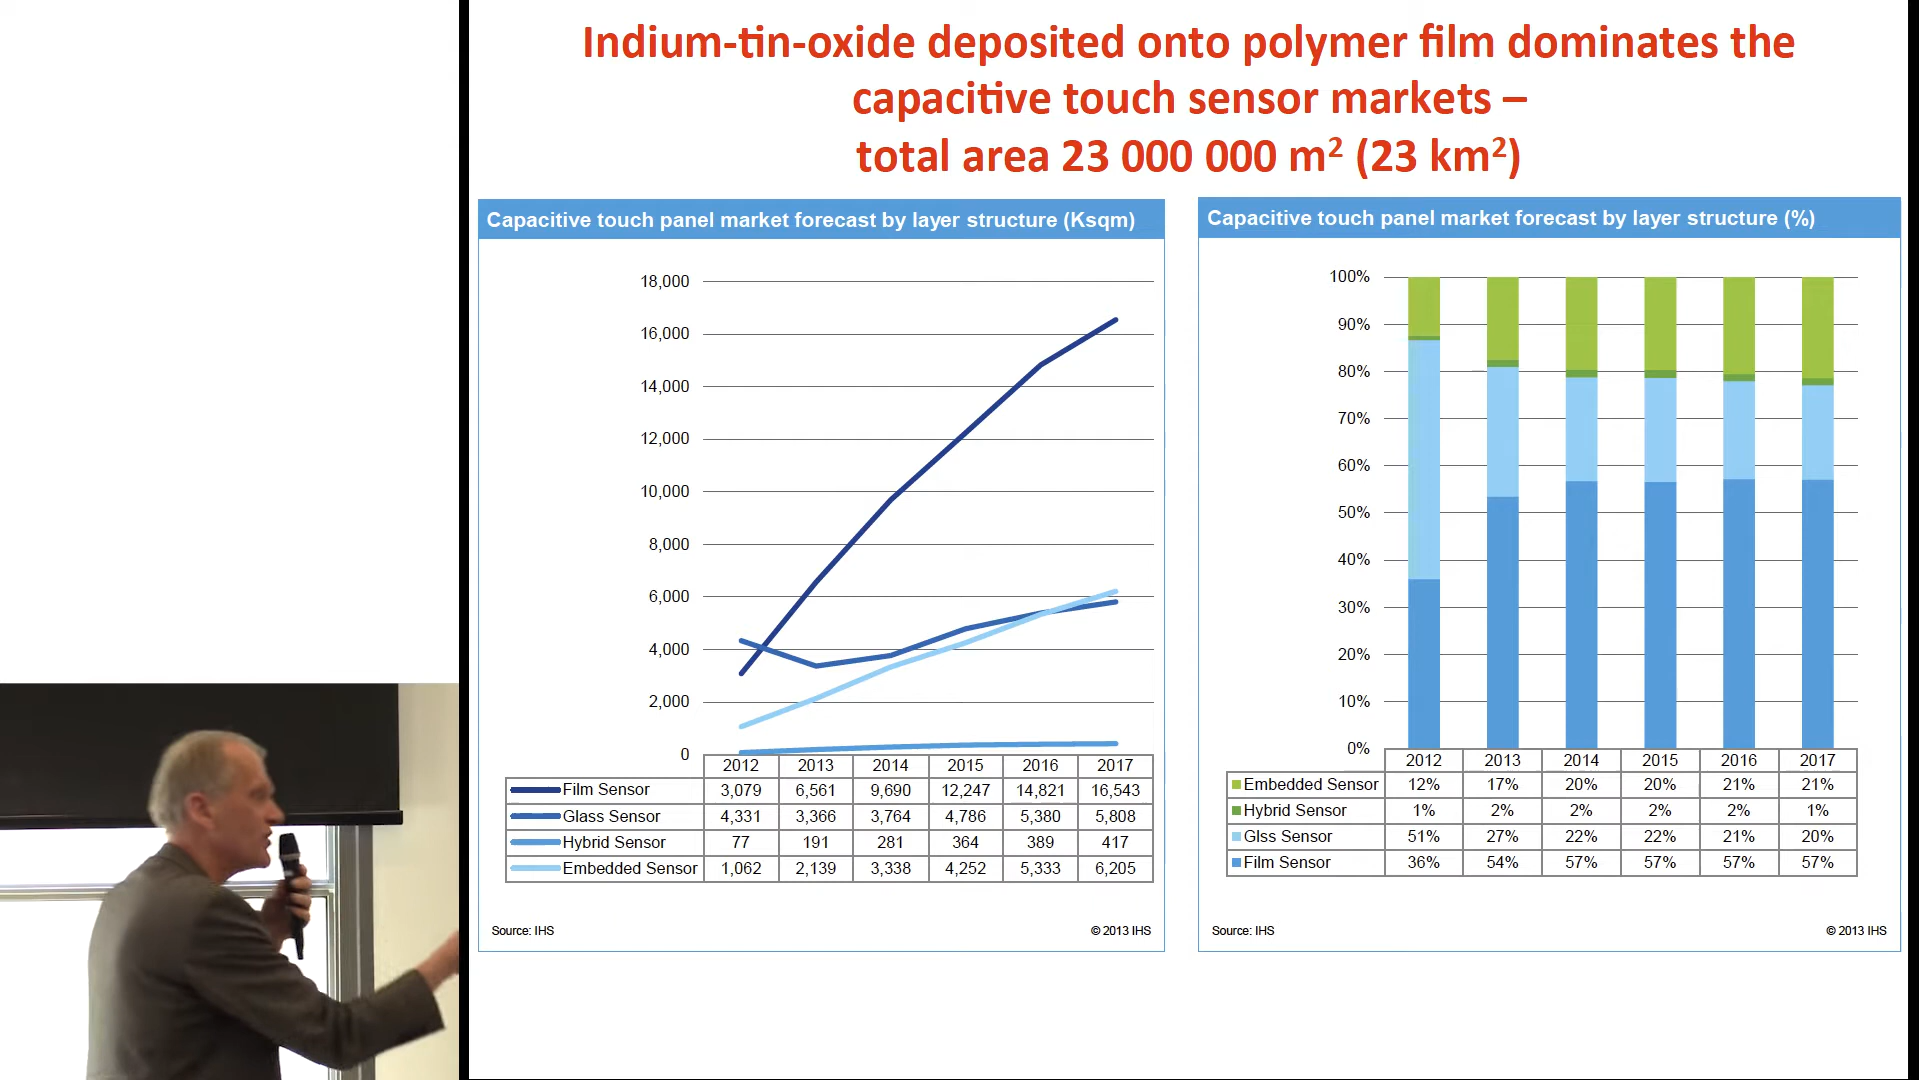 Indium-tin-oxide deposited onto polymer film dominates the
capacitive touch sensor markets –
total area 23 000 000 m² (23 km²)
Capacitive touch panel market forecast by layer structure (Ksqm)
18,000
16,000
14,000
12,000
10,000
8,000
6,000
4,000
2,000
0
2012 2013 2014 2015 2016 2017
Film Sensor 3,079 6,561 9,690 12,247 14,821 16,543
Glass Sensor 4,331 3,366 3,764 4,786 5,380 5,808
Hybrid Sensor 77 191 281 364 389 417
Embedded Sensor 1,062 2,139 3,338 4,252 5,333 6,205
Source: IHS © 2013 IHS
Capacitive touch panel market forecast by layer structure (%)
100%
90%
80%
70%
60%
50%
40%
30%
20%
10%
0%
2012 2013 2014 2015 2016 2017
Embedded Sensor 12% 17% 20% 20% 21% 21%
Hybrid Sensor 1% 2% 2% 2% 2% 1%
Glss Sensor 51% 27% 22% 22% 21% 20%
Film Sensor 36% 54% 57% 57% 57% 57%
Source: IHS © 2013 IHS